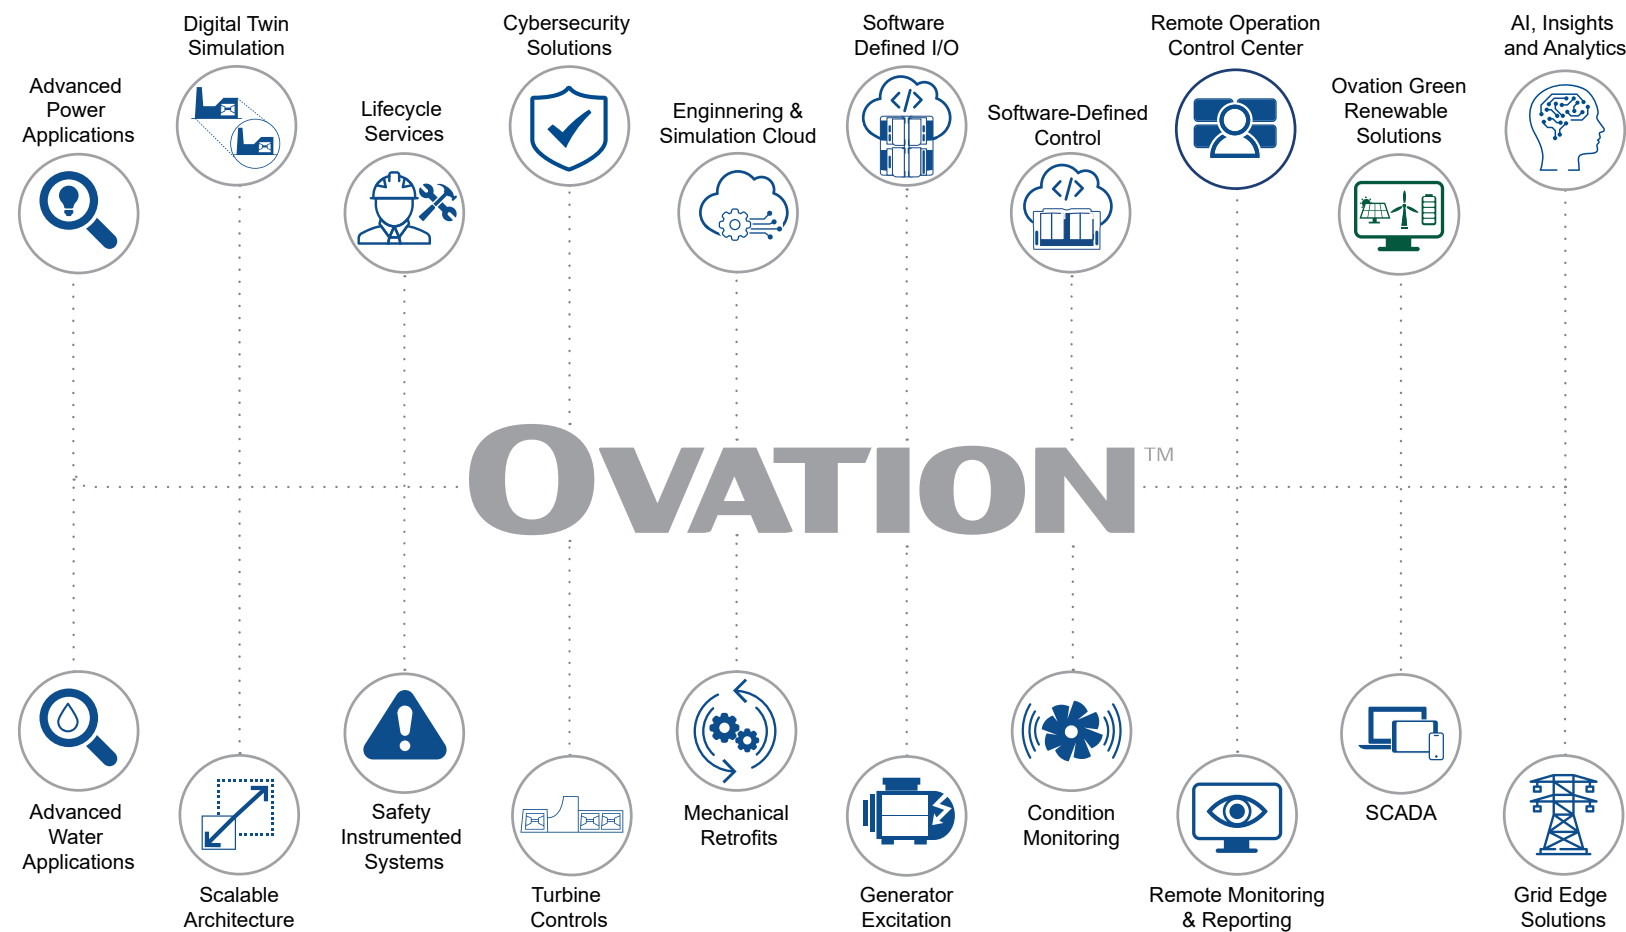 Digital Twin
Simulation
Cybersecurity
Solutions
Software
Defined I/O
Remote Operation
Control Center
AI, Insights
and Analytics
Advanced
Power
Applications
Lifecycle
Services
Enginnering &
Simulation Cloud
Software-Defined
Control
Ovation Green
Renewable
Solutions
</>
</>
OVATION™
Advanced
Water
Applications
Safety
Instrumented
Systems
Mechanical
Retrofits
Condition
Monitoring
SCADA
Scalable
Architecture
Turbine
Controls
Generator
Excitation
Remote Monitoring
& Reporting
Grid Edge
Solutions